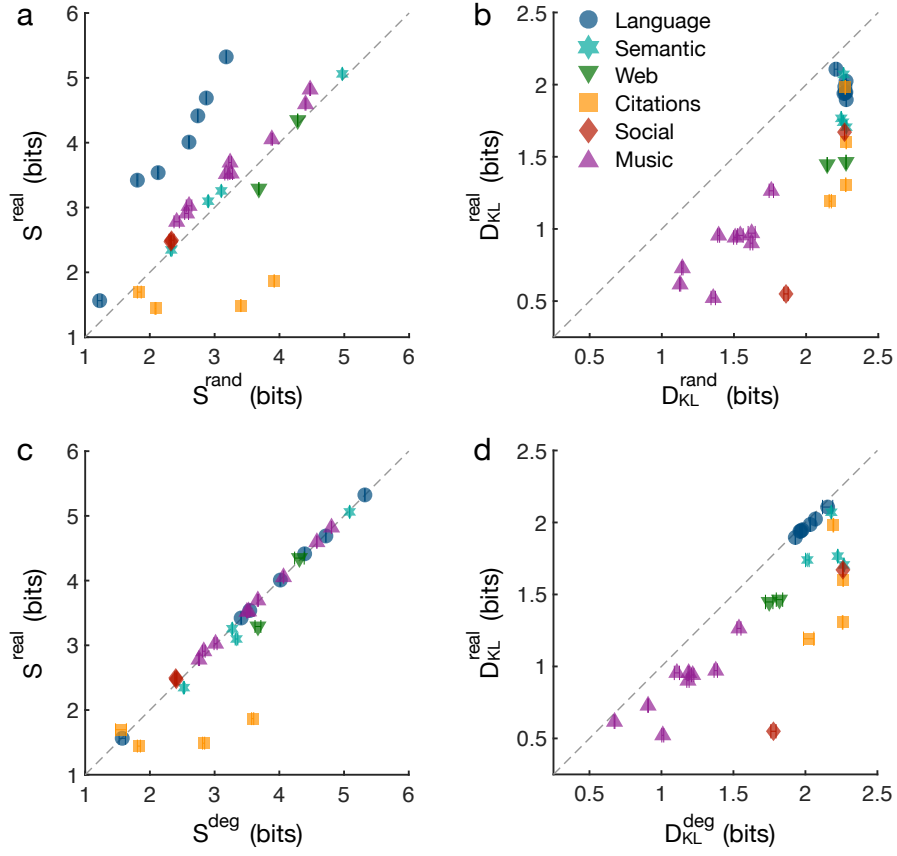 a
6
5
4
3
2
1
S^real (bits)
1 2 3 4 5 6
S^rand (bits)
b
2.5
2
1.5
1
0.5
D_KL^real (bits)
0.5 1 1.5 2 2.5
D_KL^rand (bits)
Language
Semantic
Web
Citations
Social
Music
c
6
5
4
3
2
1
S^real (bits)
1 2 3 4 5 6
S^deg (bits)
d
2.5
2
1.5
1
0.5
D_KL^real (bits)
0.5 1 1.5 2 2.5
D_KL^deg (bits)